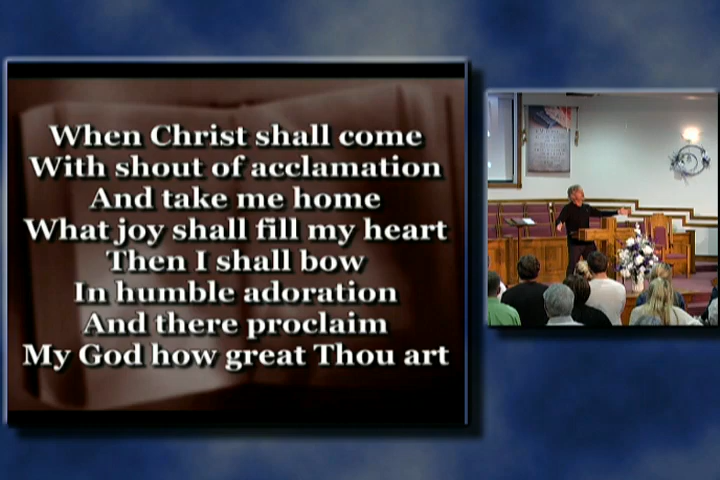 When Christ shall come
With shout of acclamation
And take me home
What joy shall fill my heart
Then I shall bow
In humble adoration
And there proclaim
My God how great Thou art